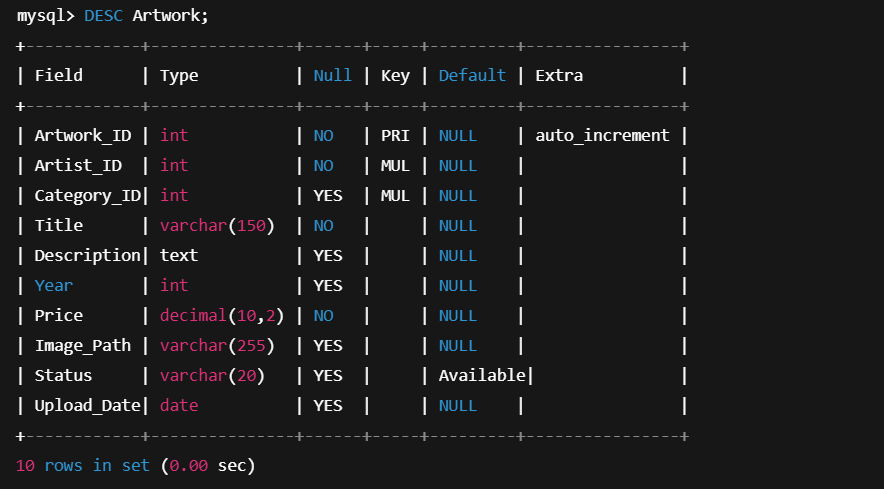 mysql> DESC Artwork;
+------------+---------------+------+-----+---------+----------------+
| Field      | Type          | Null | Key | Default | Extra          |
+------------+---------------+------+-----+---------+----------------+
| Artwork_ID | int           | NO   | PRI | NULL    | auto_increment |
| Artist_ID  | int           | NO   | MUL | NULL    |                |
| Category_ID| int           | YES  | MUL | NULL    |                |
| Title      | varchar(150)  | NO   |     | NULL    |                |
| Description| text          | YES  |     | NULL    |                |
| Year       | int           | YES  |     | NULL    |                |
| Price      | decimal(10,2) | NO   |     | NULL    |                |
| Image_Path | varchar(255)  | YES  |     | NULL    |                |
| Status     | varchar(20)   | YES  |     | Available|               |
| Upload_Date| date          | YES  |     | NULL    |                |
+------------+---------------+------+-----+---------+----------------+
10 rows in set (0.00 sec)